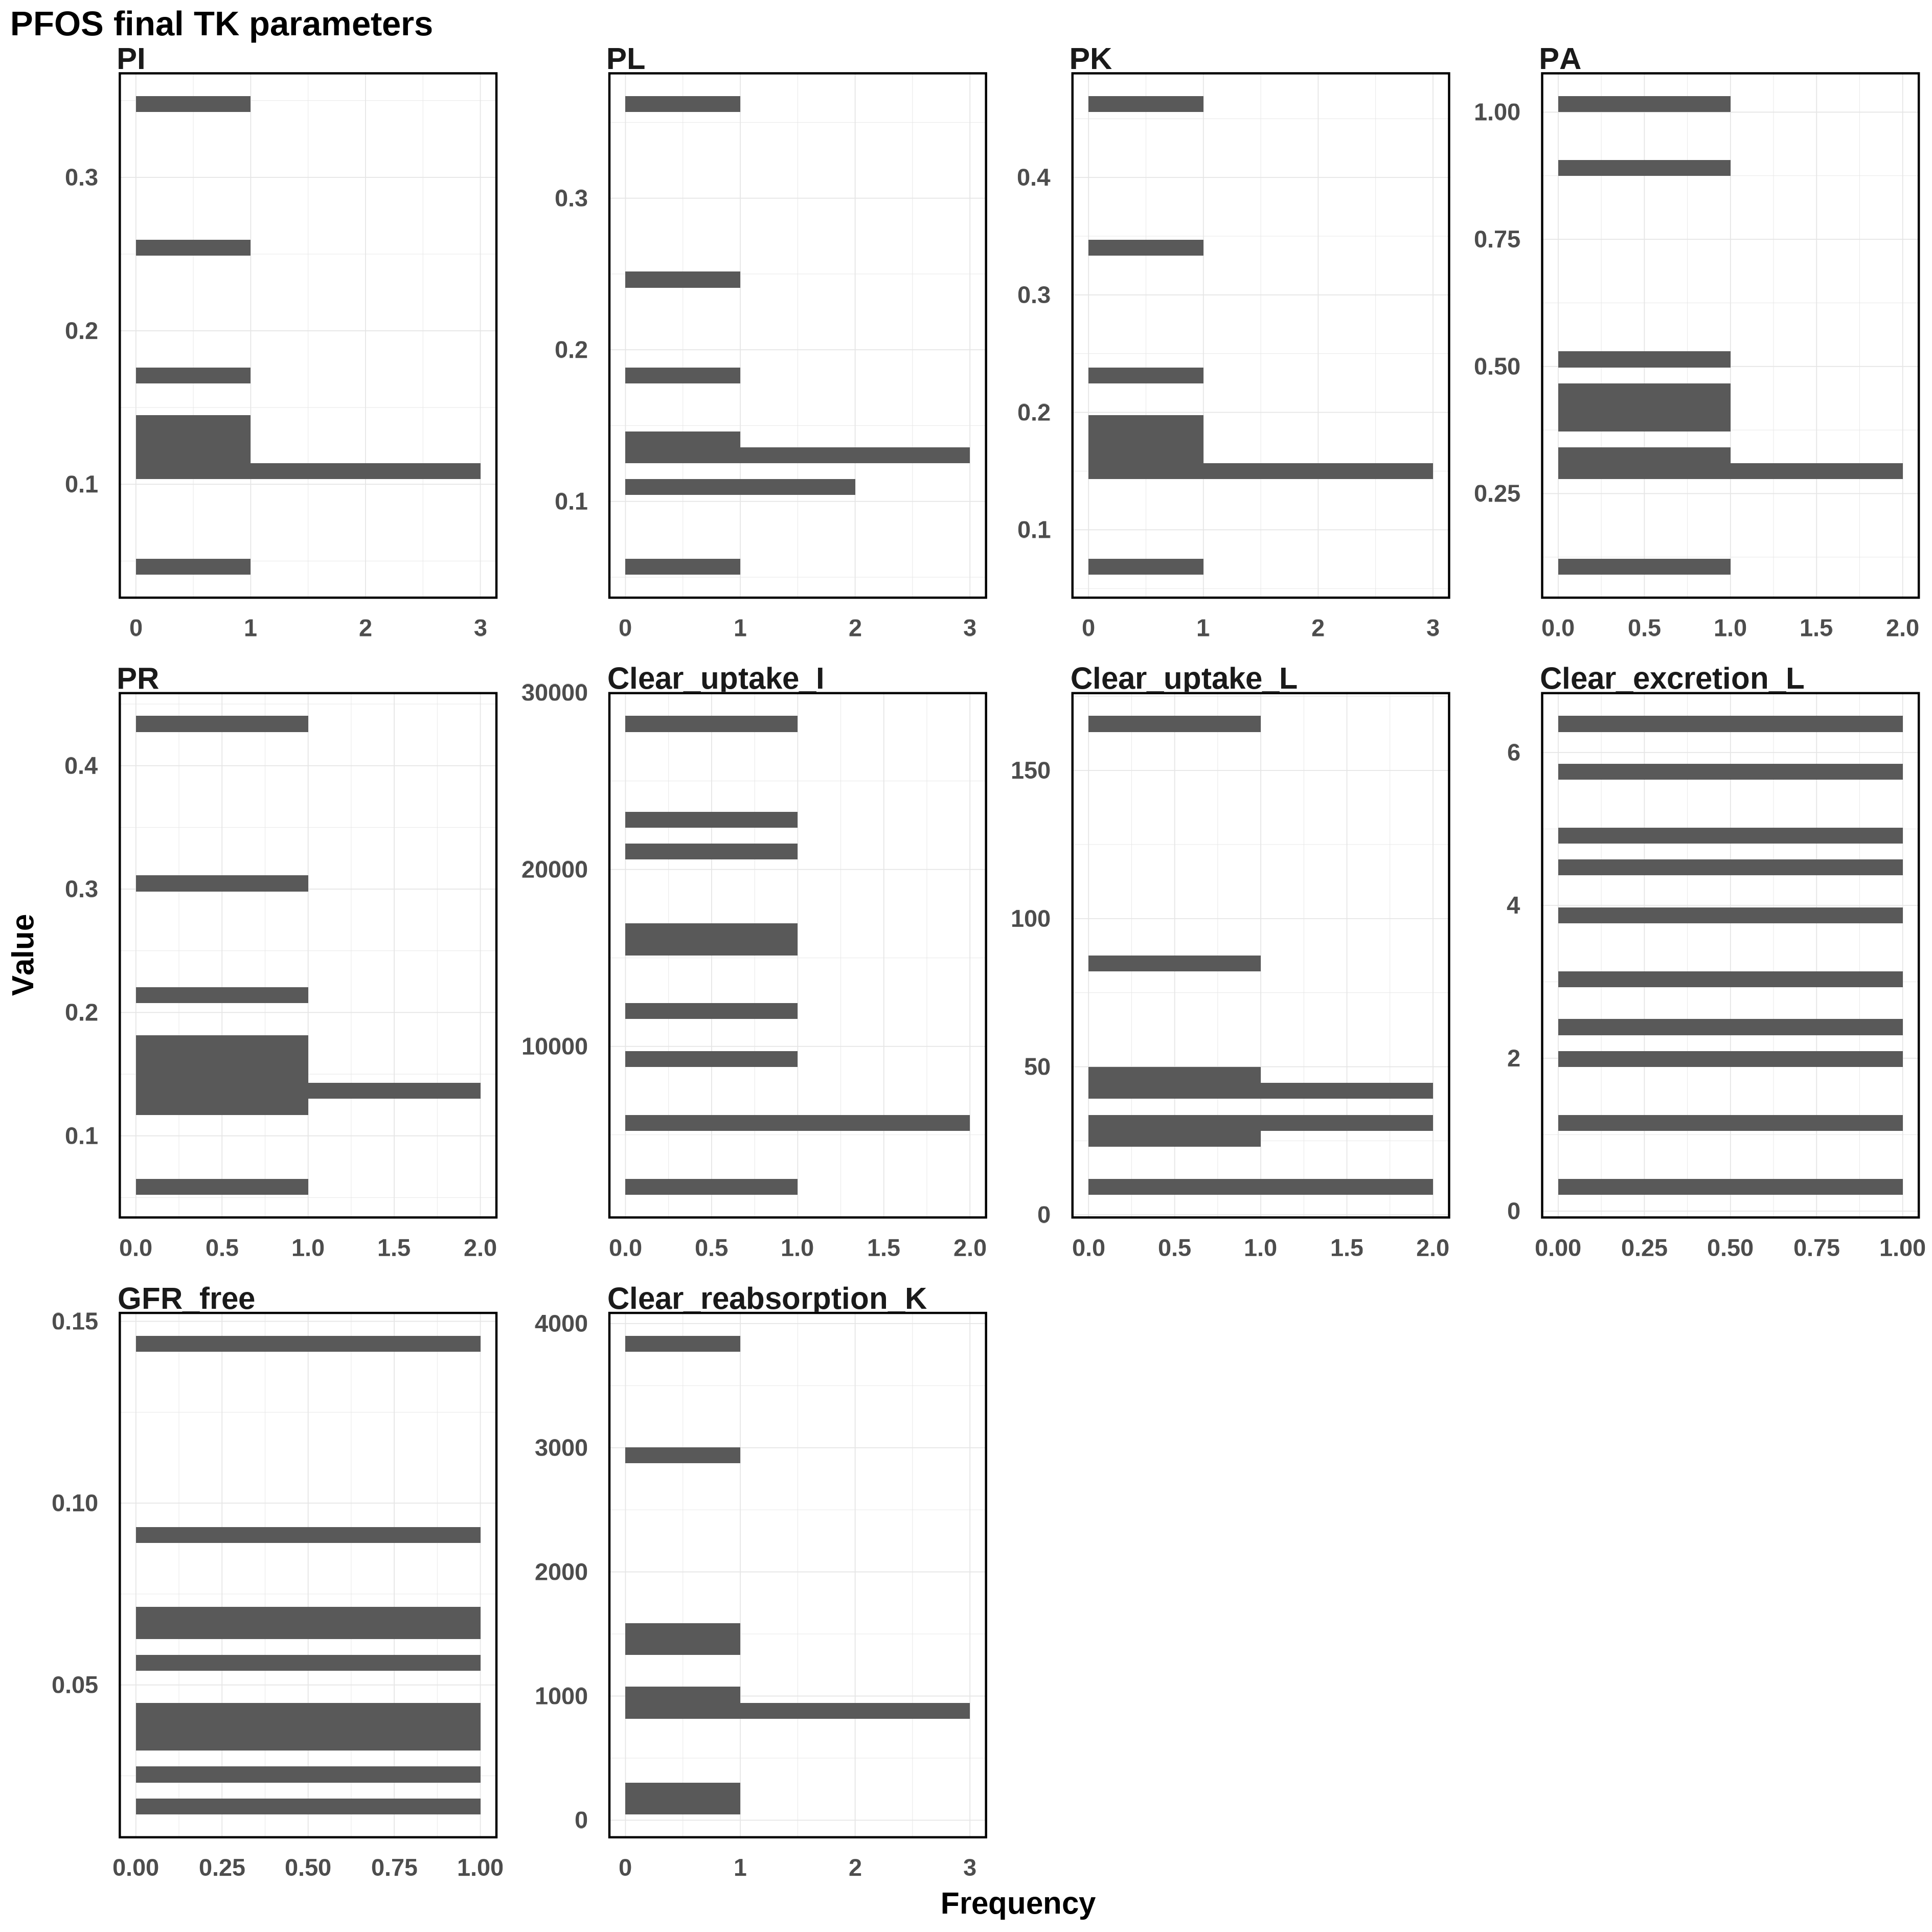 PFOS final TK parameters
PI
PL
PK
PA
0.3
0.2
0.1
0 1 2 3
0.3
0.2
0.1
0 1 2 3
0.4
0.3
0.2
0.1
0 1 2 3
1.00
0.75
0.50
0.25
0.0 0.5 1.0 1.5 2.0
PR
Clear_uptake_I
Clear_uptake_L
Clear_excretion_L
0.4
0.3
0.2
0.1
0.0 0.5 1.0 1.5 2.0
30000
20000
10000
0.0 0.5 1.0 1.5 2.0
150
100
50
0
0.0 0.5 1.0 1.5 2.0
6
4
2
0
0.00 0.25 0.50 0.75 1.00
GFR_free
Clear_reabsorption_K
0.15
0.10
0.05
0.00 0.25 0.50 0.75 1.00
4000
3000
2000
1000
0
0 1 2 3
Value
Frequency